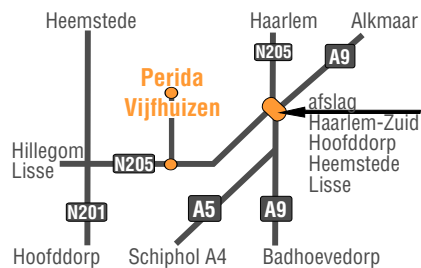 Heemstede
Haarlem
Alkmaar
N205
A9
Perida
Vijfhuizen
afslag
Haarlem-Zuid
Hoofddorp
Heemstede
Lisse
Hillegom
Lisse
N205
N201
A5
A9
Hoofddorp
Schiphol A4
Badhoevedorp